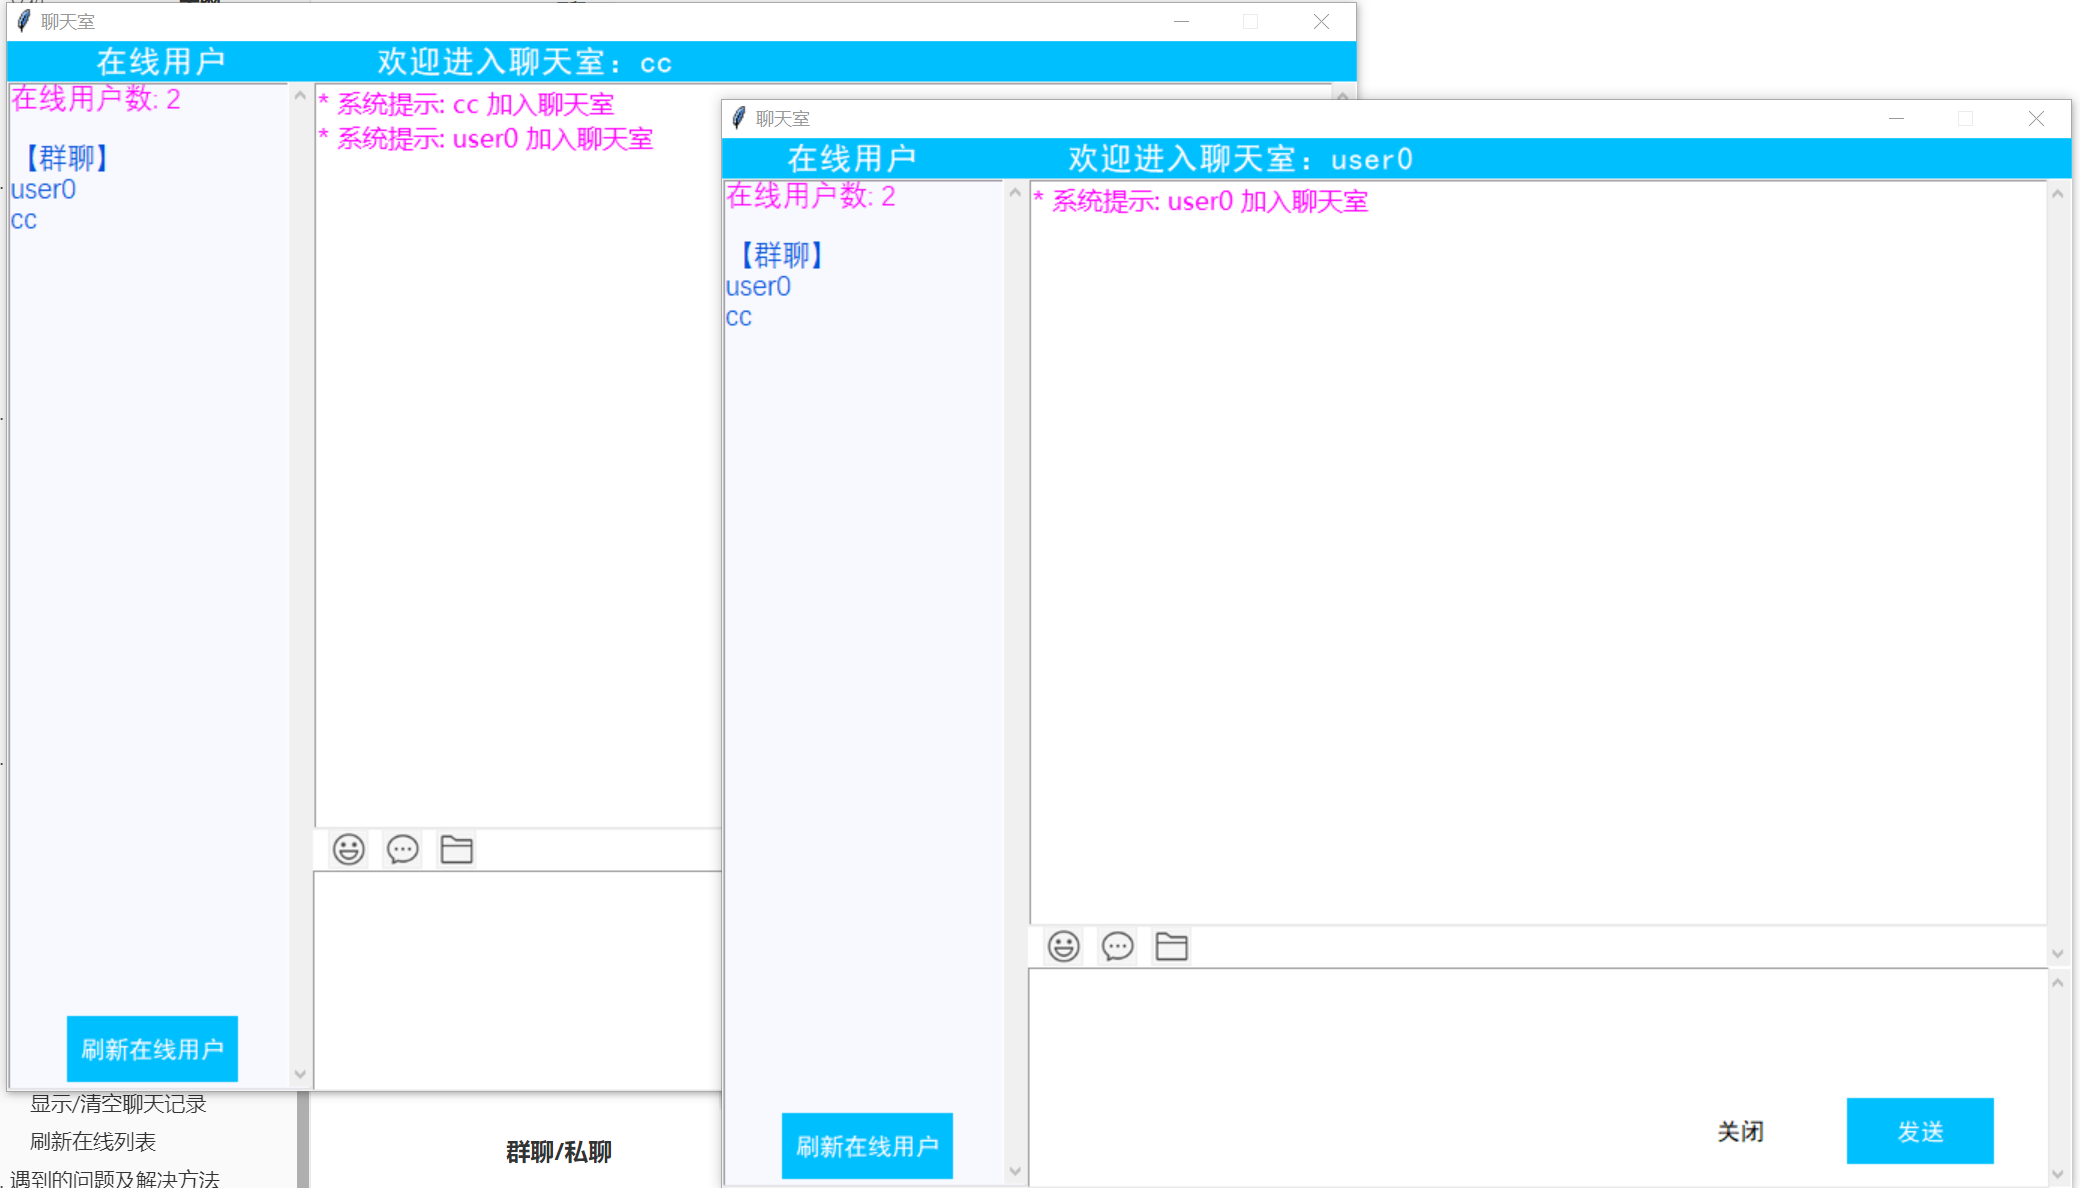 聊天室
在线用户
欢迎进入聊天室：cc
在线用户数: 2
【群聊】
user0
cc
* 系统提示: cc 加入聊天室
* 系统提示: user0 加入聊天室
刷新在线用户
聊天室
在线用户
欢迎进入聊天室：user0
在线用户数: 2
【群聊】
user0
cc
* 系统提示: user0 加入聊天室
刷新在线用户
关闭
发送
显示/清空聊天记录
刷新在线列表
. 遇到的问题及解决方法
群聊/私聊